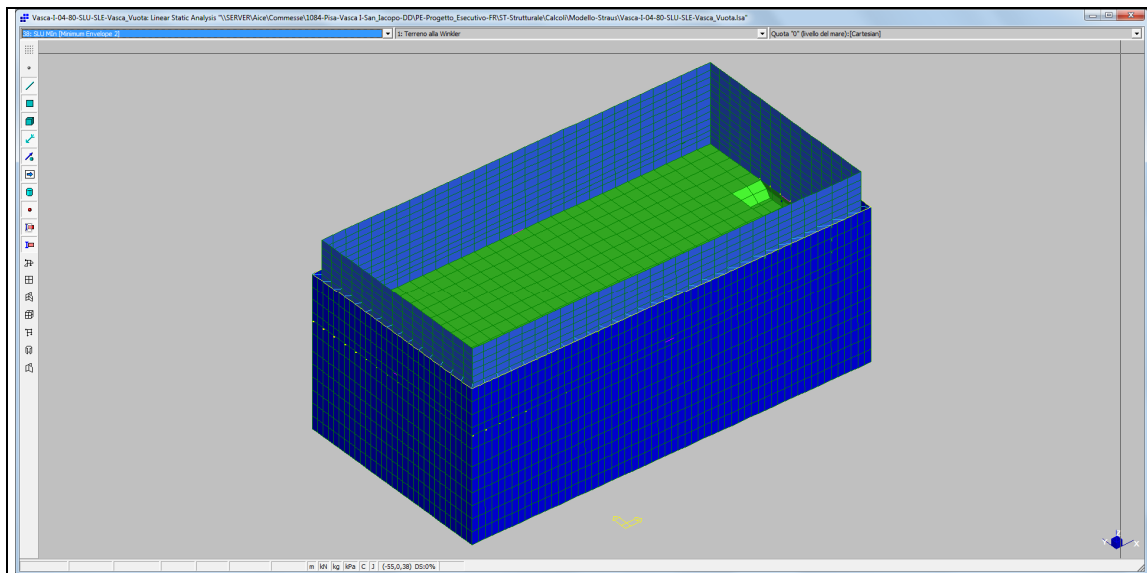 Vasca-I-04-80-SLU-SLE-Vasca_Vuota: Linear Static Analysis "\\SERVER\Aice\Commesse\1084-Pisa-Vasca I-San_Iacopo-DD\PE-Progetto_Esecutivo-FR\ST-Strutturale\Calcoli\Modello-Straus\Vasca-I-04-80-SLU-SLE-Vasca_Vuota.lsa"
38: SLU Min [Minimum Envelope 2]
1: Terreno alla Winkler
Quota "0" (livello del mare):[Cartesian]
m kN kg kPa C J (-55,0,38) DS:0%